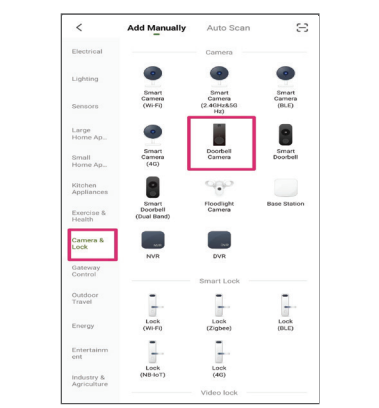 Add Manually
Auto Scan
Electrical
Lighting
Sensors
Large
Home Ap...
Small
Home Ap...
Kitchen
Appliances
Exercise &
Health
Camera &
Lock
Gateway
Control
Outdoor
Travel
Energy
Entertainm
ent
Industry &
Agriculture
Camera
Smart
Camera
(Wi-Fi)
Smart
Camera
(2.4GHz&5G
Hz)
Smart
Camera
(BLE)
Smart
Camera
(4G)
Doorbell
Camera
Smart
Doorbell
Smart
Doorbell
(Dual Band)
Floodlight
Camera
Base Station
NVR
DVR
Smart Lock
Lock
(Wi-Fi)
Lock
(Zigbee)
Lock
(BLE)
Lock
(NB-IoT)
Lock
(4G)
Video lock